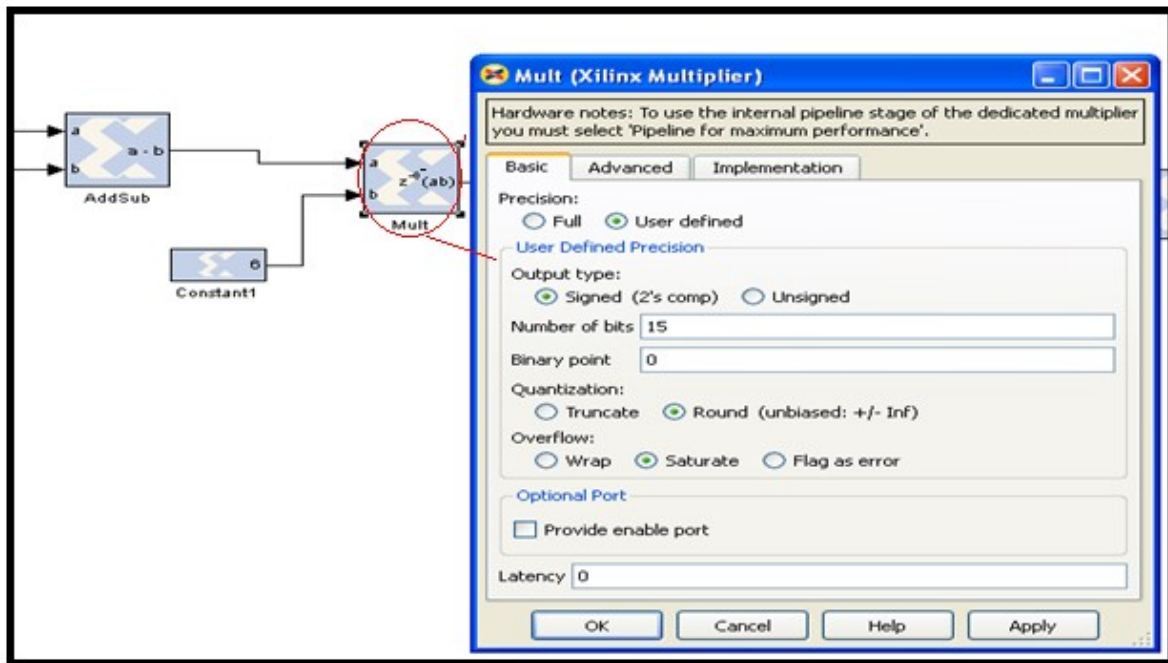 a
b
a - b
AddSub
6
Constant1
a
b
z-0(ab)
Mult
Mult (Xilinx Multiplier)
Hardware notes: To use the internal pipeline stage of the dedicated multiplier
you must select 'Pipeline for maximum performance'.
Basic Advanced Implementation
Precision:
Full User defined
User Defined Precision
Output type:
Signed (2's comp) Unsigned
Number of bits 15
Binary point 0
Quantization:
Truncate Round (unbiased: +/- Inf)
Overflow:
Wrap Saturate Flag as error
Optional Port
Provide enable port
Latency 0
OK Cancel Help Apply